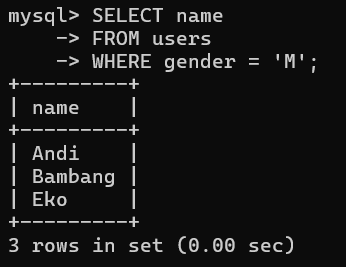 mysql> SELECT name
    -> FROM users
    -> WHERE gender = 'M';
+---------+
| name    |
+---------+
| Andi    |
| Bambang |
| Eko     |
+---------+
3 rows in set (0.00 sec)